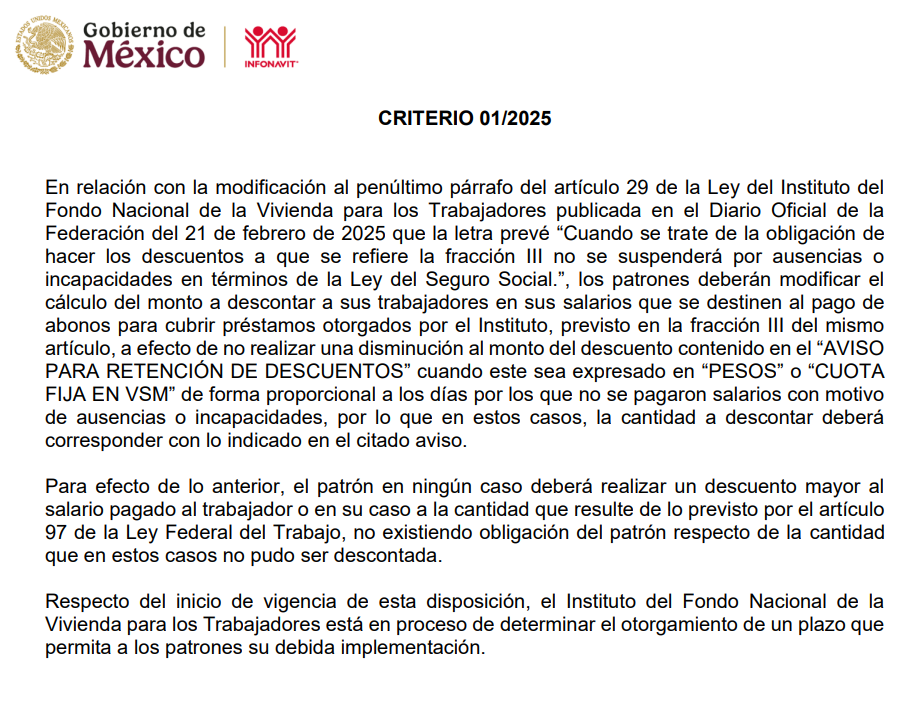 ESTADOS UNIDOS MEXICANOS
Gobierno de
México
INFONAVIT
CRITERIO 01/2025
En relación con la modificación al penúltimo párrafo del artículo 29 de la Ley del Instituto del
Fondo Nacional de la Vivienda para los Trabajadores publicada en el Diario Oficial de la
Federación del 21 de febrero de 2025 que la letra prevé “Cuando se trate de la obligación de
hacer los descuentos a que se refiere la fracción III no se suspenderá por ausencias o
incapacidades en términos de la Ley del Seguro Social.”, los patrones deberán modificar el
cálculo del monto a descontar a sus trabajadores en sus salarios que se destinen al pago de
abonos para cubrir préstamos otorgados por el Instituto, previsto en la fracción III del mismo
artículo, a efecto de no realizar una disminución al monto del descuento contenido en el “AVISO
PARA RETENCIÓN DE DESCUENTOS” cuando este sea expresado en “PESOS” o “CUOTA
FIJA EN VSM” de forma proporcional a los días por los que no se pagaron salarios con motivo
de ausencias o incapacidades, por lo que en estos casos, la cantidad a descontar deberá
corresponder con lo indicado en el citado aviso.
Para efecto de lo anterior, el patrón en ningún caso deberá realizar un descuento mayor al
salario pagado al trabajador o en su caso a la cantidad que resulte de lo previsto por el artículo
97 de la Ley Federal del Trabajo, no existiendo obligación del patrón respecto de la cantidad
que en estos casos no pudo ser descontada.
Respecto del inicio de vigencia de esta disposición, el Instituto del Fondo Nacional de la
Vivienda para los Trabajadores está en proceso de determinar el otorgamiento de un plazo que
permita a los patrones su debida implementación.